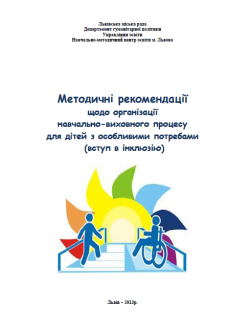 Львівська міська рада
Департамент гуманітарної політики
Управління освіти
Навчально-методичний центр освіти м. Львова
Методичні рекомендації
щодо організації
навчально-виховного процесу
для дітей з особливими потребами
(вступ в інклюзію)
Львів – 2013р.